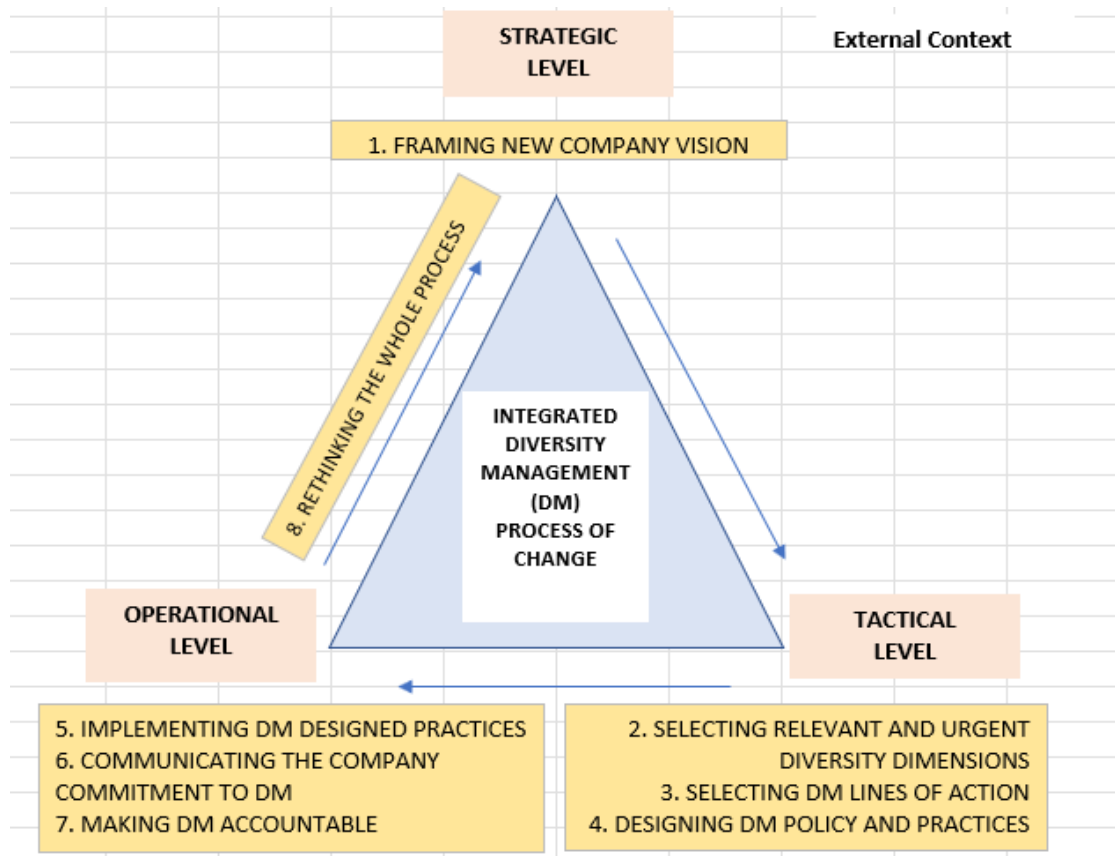 STRATEGIC
LEVEL
External Context
1. FRAMING NEW COMPANY VISION
8. RETHINKING THE WHOLE PROCESS
INTEGRATED
DIVERSITY
MANAGEMENT
(DM)
PROCESS OF
CHANGE
OPERATIONAL
LEVEL
TACTICAL
LEVEL
5. IMPLEMENTING DM DESIGNED PRACTICES
6. COMMUNICATING THE COMPANY
COMMITMENT TO DM
7. MAKING DM ACCOUNTABLE
2. SELECTING RELEVANT AND URGENT
DIVERSITY DIMENSIONS
3. SELECTING DM LINES OF ACTION
4. DESIGNING DM POLICY AND PRACTICES